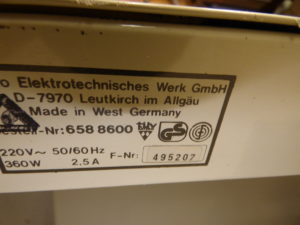 Elektrotechnisches Werk GmbH
D-7970 Leutkirch im Allgäu
Made in West Germany
Nr: 658 8600 GS
220V~ 50/60Hz
360W 2.5A F-Nr: 495207